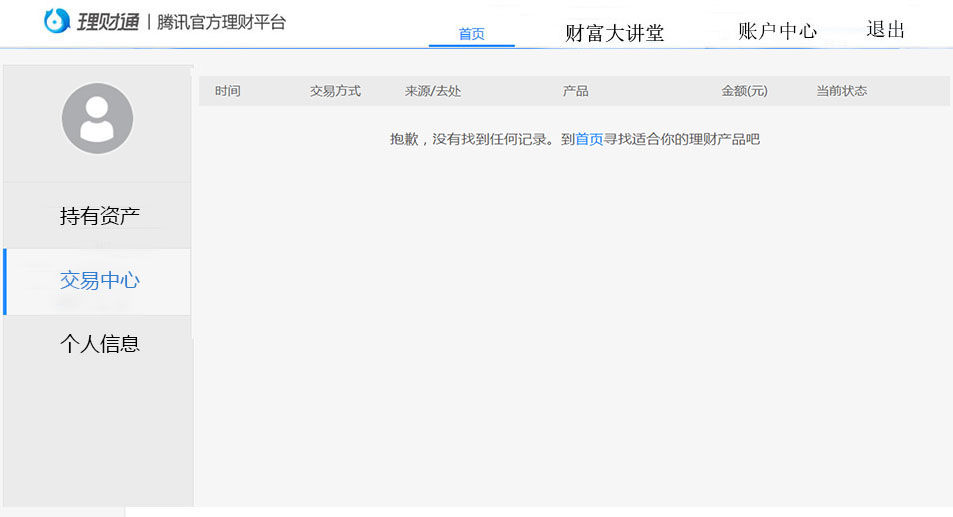 理财通 | 腾讯官方理财平台 首页 财富大讲堂 账户中心 退出
时间 交易方式 来源/去处 产品 金额(元) 当前状态
抱歉，没有找到任何记录。到首页寻找适合你的理财产品吧
持有资产
交易中心
个人信息